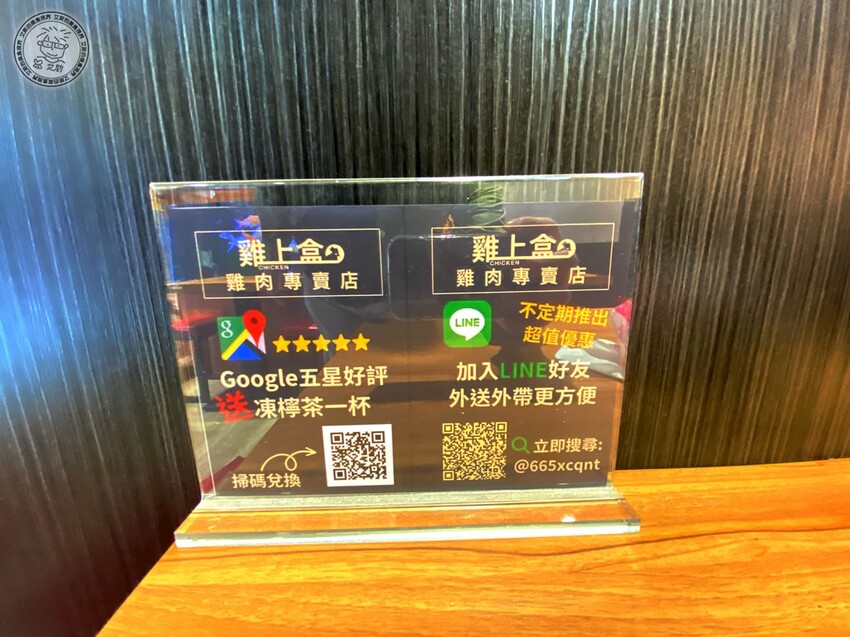 雞上盒
CHICKEN
雞肉專賣店
g
Google五星好評
送凍檸茶一杯
掃碼兌換
雞上盒
CHICKEN
雞肉專賣店
LINE
不定期推出
超值優惠
加入LINE好友
外送外帶更方便
立即搜尋:
@665xcqnt